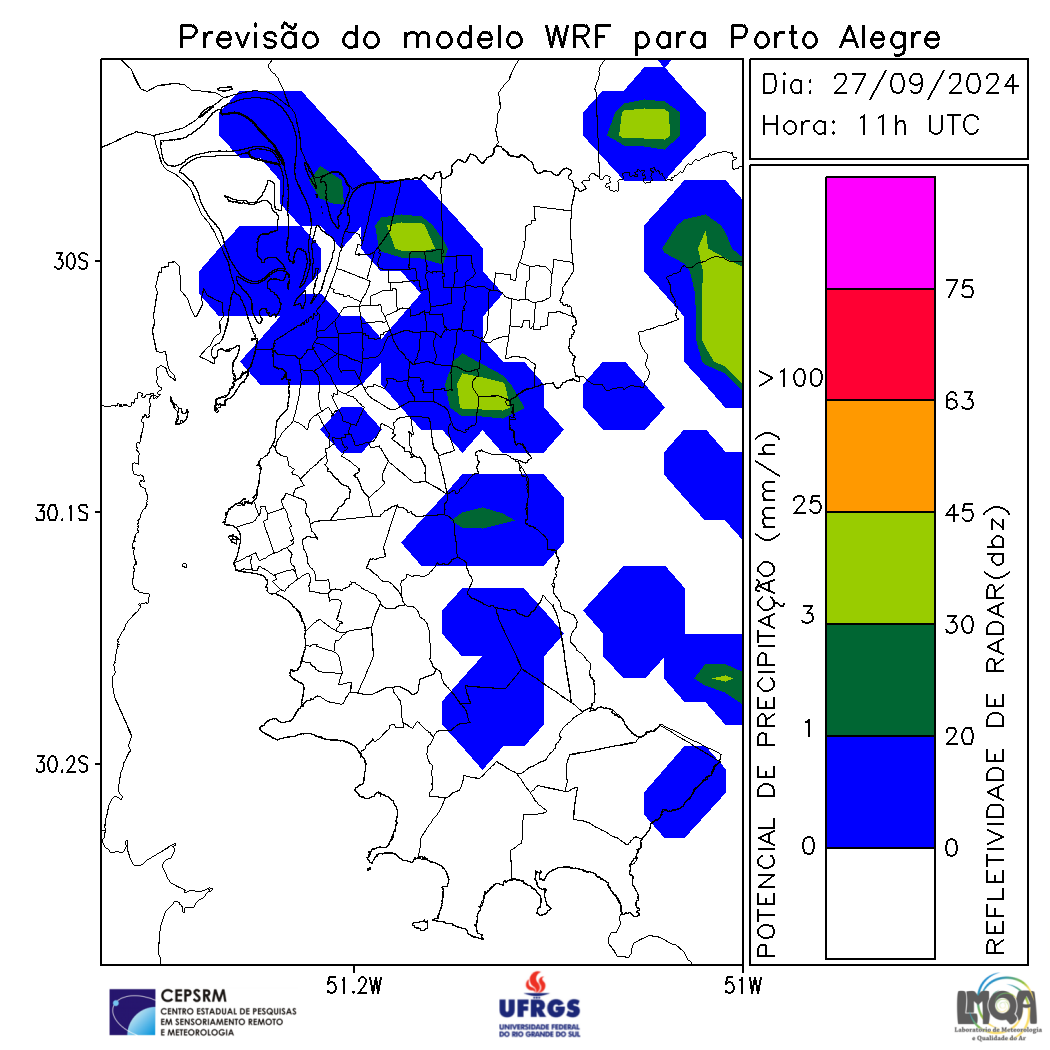 Previsão do modelo WRF para Porto Alegre
Dia: 27/09/2024
Hora: 11h UTC
30S
30.1S
30.2S
51.2W
51W
POTENCIAL DE PRECIPITAÇÃO (mm/h)
>100
25
3
1
0
75
63
45
30
20
0
REFLETIVIDADE DE RADAR(dbz)
CEPSRM
CENTRO ESTADUAL DE PESQUISAS
EM SENSORIAMENTO REMOTO
E METEOROLOGIA
UFRGS
UNIVERSIDADE FEDERAL
DO RIO GRANDE DO SUL
LMQA
Laboratório de Meteorologia
e Qualidade do Ar